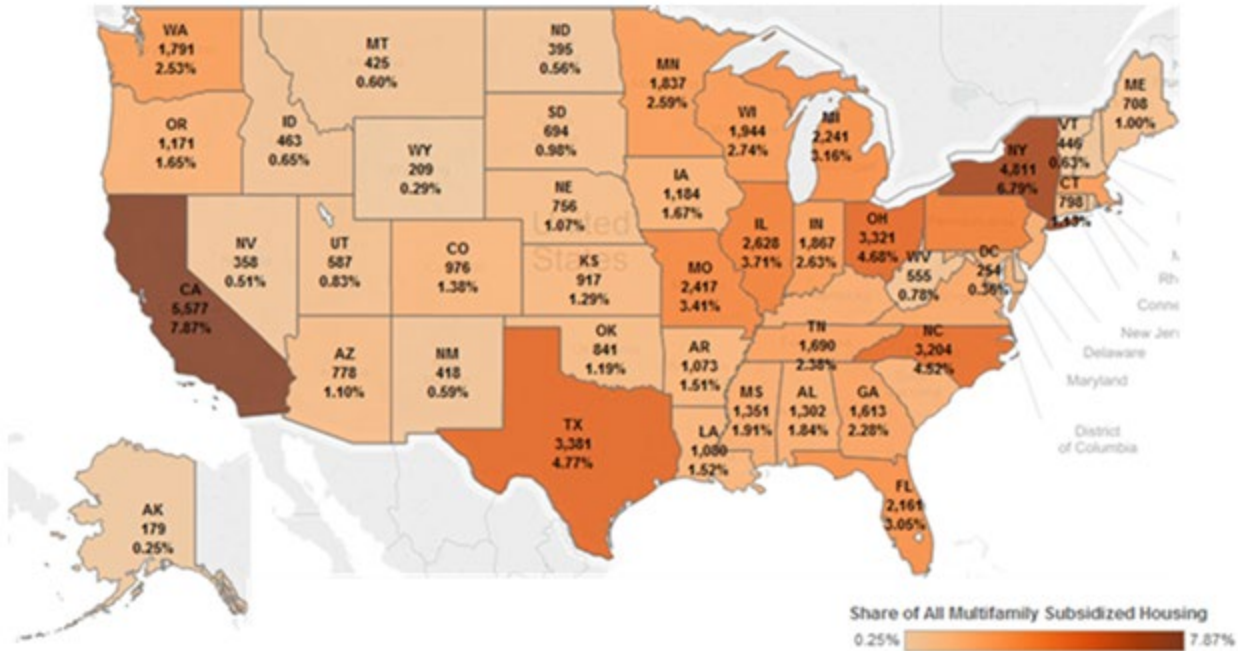 WA
1,791
2.53%
MT
425
0.60%
ND
395
0.56%
MN
1,837
2.59%
ME
708
1.00%
OR
1,171
1.65%
ID
463
0.65%
SD
694
0.98%
WI
1,944
2.74%
MI
2,241
3.16%
VT
446
0.63%
NY
4,811
6.79%
WY
209
0.29%
IA
1,184
1.67%
NE
756
1.07%
CT
798
1.13%
United
States
NV
358
0.51%
UT
587
0.83%
CO
976
1.38%
KS
917
1.29%
IL
2,628
3.71%
IN
1,867
2.63%
OH
3,321
4.68%
WV
555
0.78%
DC
254
0.36%
MO
2,417
3.41%
CA
5,577
7.87%
Rh
Conne
New Jer
Delaware
Maryland
District
of Columbia
AZ
778
1.10%
NM
418
0.59%
OK
841
1.19%
AR
1,073
1.51%
TN
1,690
2.38%
NC
3,204
4.52%
MS
1,351
1.91%
AL
1,302
1.84%
GA
1,613
2.28%
TX
3,381
4.77%
LA
1,080
1.52%
FL
2,161
3.05%
AK
179
0.25%
Share of All Multifamily Subsidized Housing
0.25% 7.87%